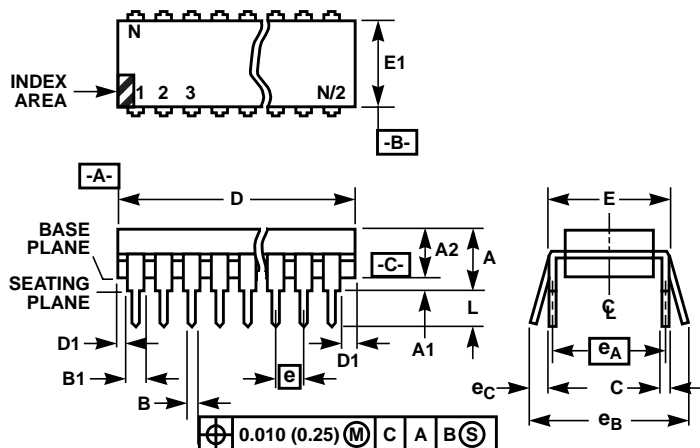 N
E1
INDEX
AREA
1 2 3 N/2
-B-
-A-
D
E
BASE
PLANE
A2
A
-C-
SEATING
PLANE
L
D1
A1
D1
B1
e
eA
B
eC
C
eB
0.010 (0.25) M C A B S
C
L